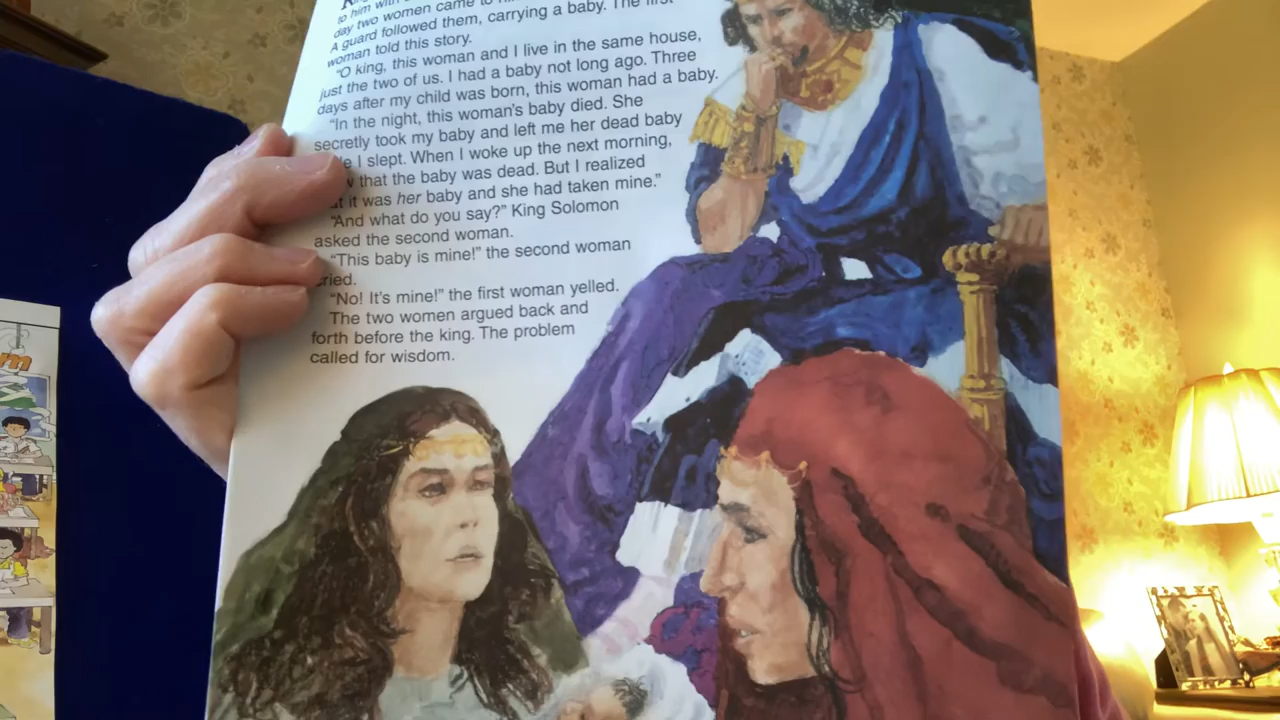 to him with
day two women came to
A guard followed them, carrying a baby. The first
woman told this story.
“O king, this woman and I live in the same house,
just the two of us. I had a baby not long ago. Three
days after my child was born, this woman had a baby.
“In the night, this woman’s baby died. She
secretly took my baby and left me her dead baby
I slept. When I woke up the next morning,
that the baby was dead. But I realized
it was her baby and she had taken mine.”
“And what do you say?” King Solomon
asked the second woman.
“This baby is mine!” the second woman
cried.
“No! It’s mine!” the first woman yelled.
The two women argued back and
forth before the king. The problem
called for wisdom.